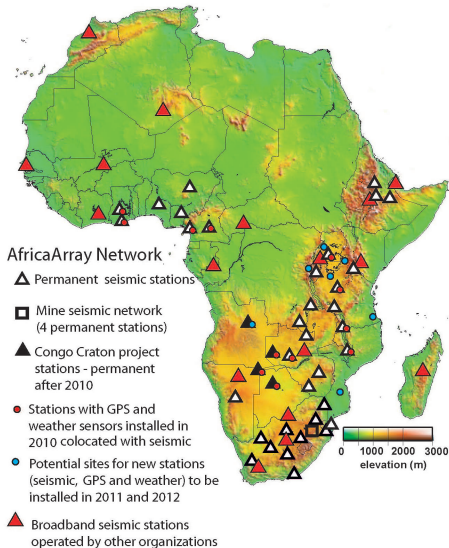 AfricaArray Network
Permanent seismic stations
Mine seismic network
(4 permanent stations)
Congo Craton project
stations - permanent
after 2010
Stations with GPS and
weather sensors installed in
2010 colocated with seismic
Potential sites for new stations
(seismic, GPS and weather) to be
installed in 2011 and 2012
Broadband seismic stations
operated by other organizations
0 1000 2000 3000
elevation (m)